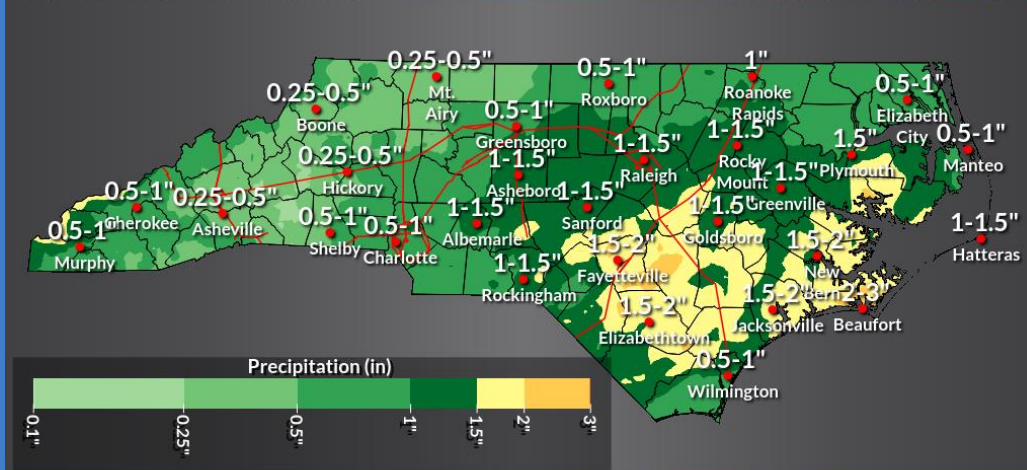 0.25-0.5"
Mt.
Airy
0.5-1"
Roxboro
1"
Roanoke
Rapids
0.5-1"
Elizabeth
City
0.25-0.5"
Boone
0.5-1"
Greensboro
1-1.5"
Raleigh
1-1.5"
Rocky
Mount
1.5"
Plymouth
0.5-1"
Manteo
0.25-0.5"
Hickory
1-1.5"
Asheboro
1-1.5"
Greenville
0.5-1"
Cherokee
0.25-0.5"
Asheville
1-1.5"
Sanford
1-1.5"
Goldsboro
0.5-1"
Murphy
0.5-1"
Shelby
0.5-1"
Charlotte
1-1.5"
Albemarle
1.5-2"
Fayetteville
1.5-2"
New
Bern
1-1.5"
Hatteras
1-1.5"
Rockingham
1.5-2"
Elizabethtown
1.5-2"
Jacksonville
2-3"
Beaufort
0.5-1"
Wilmington
Precipitation (in)
0.1"
0.25"
0.5"
1"
1.5"
2"
3"